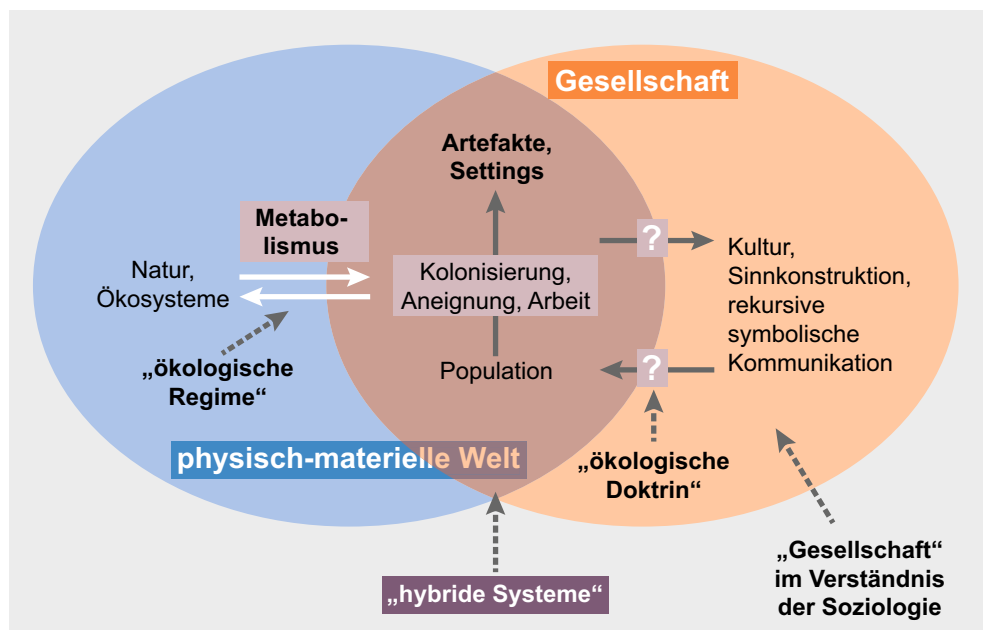 Gesellschaft
Artefakte,
Settings
Metabo-
lismus
?
Natur,
Ökosysteme
Kolonisierung,
Aneignung, Arbeit
Kultur,
Sinnkonstruktion,
rekursive
symbolische
Kommunikation
„ökologische
Regime“
Population
?
physisch-materielle Welt
„ökologische
Doktrin“
„hybride Systeme“
„Gesellschaft“
im Verständnis
der Soziologie